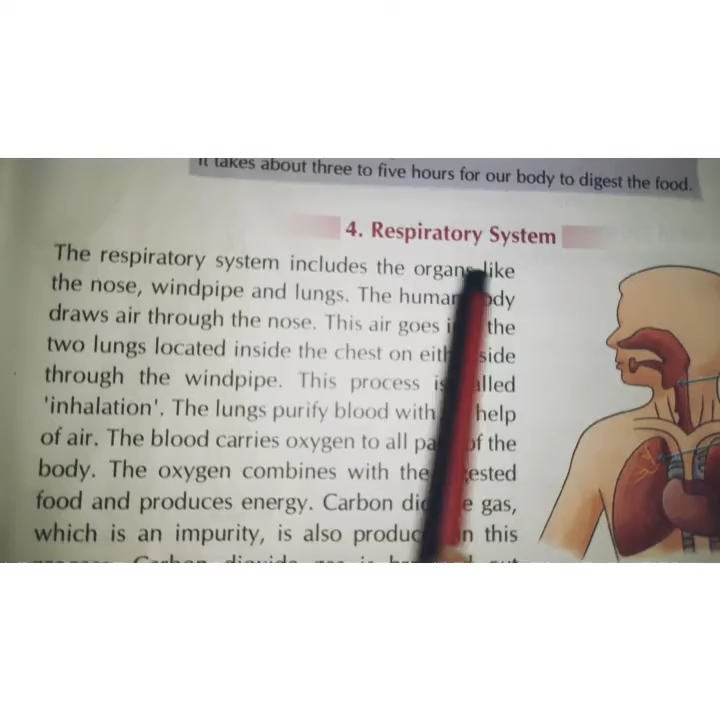 It takes about three to five hours for our body to digest the food.
4. Respiratory System
The respiratory system includes the organs like
the nose, windpipe and lungs. The human body
draws air through the nose. This air goes the
two lungs located inside the chest on either side
through the windpipe. This process is called
'inhalation'. The lungs purify blood with help
of air. The blood carries oxygen to all parts of the
body. The oxygen combines with the digested
food and produces energy. Carbon dioxide gas,
which is an impurity, is also produced in this
Carbon dioxide gas is out